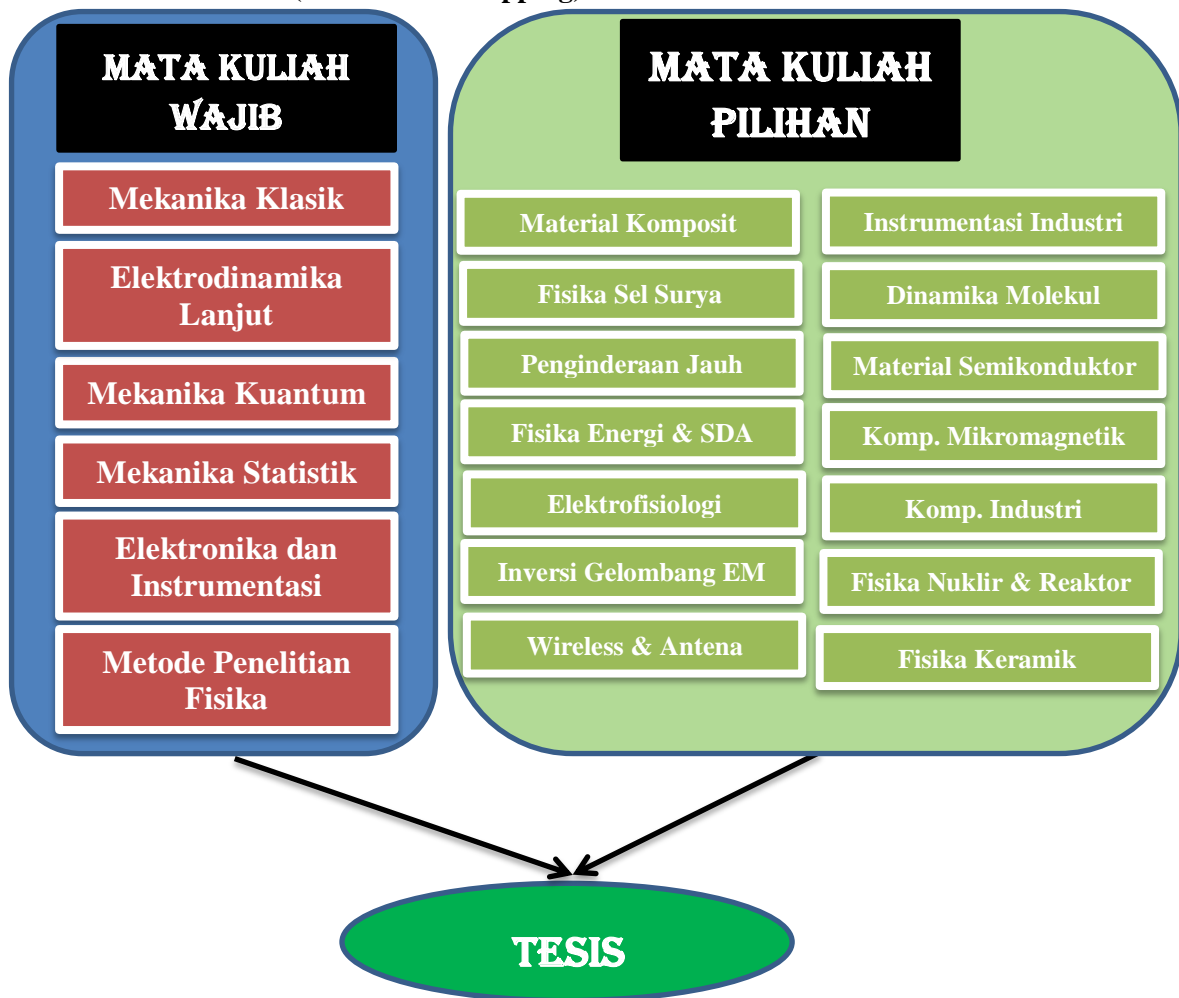 MATA KULIAH
WAJIB
Mekanika Klasik
Elektrodinamika
Lanjut
Mekanika Kuantum
Mekanika Statistik
Elektronika dan
Instrumentasi
Metode Penelitian
Fisika
MATA KULIAH
PILIHAN
Material Komposit
Fisika Sel Surya
Penginderaan Jauh
Fisika Energi & SDA
Elektrofisiologi
Inversi Gelombang EM
Wireless & Antena
Instrumentasi Industri
Dinamika Molekul
Material Semikonduktor
Komp. Mikromagnetik
Komp. Industri
Fisika Nuklir & Reaktor
Fisika Keramik
TESIS